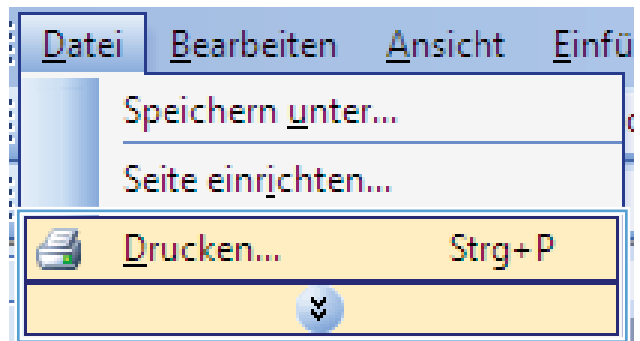 Datei Bearbeiten Ansicht Einfü
Speichern unter...
Seite einrichten...
Drucken... Strg+P